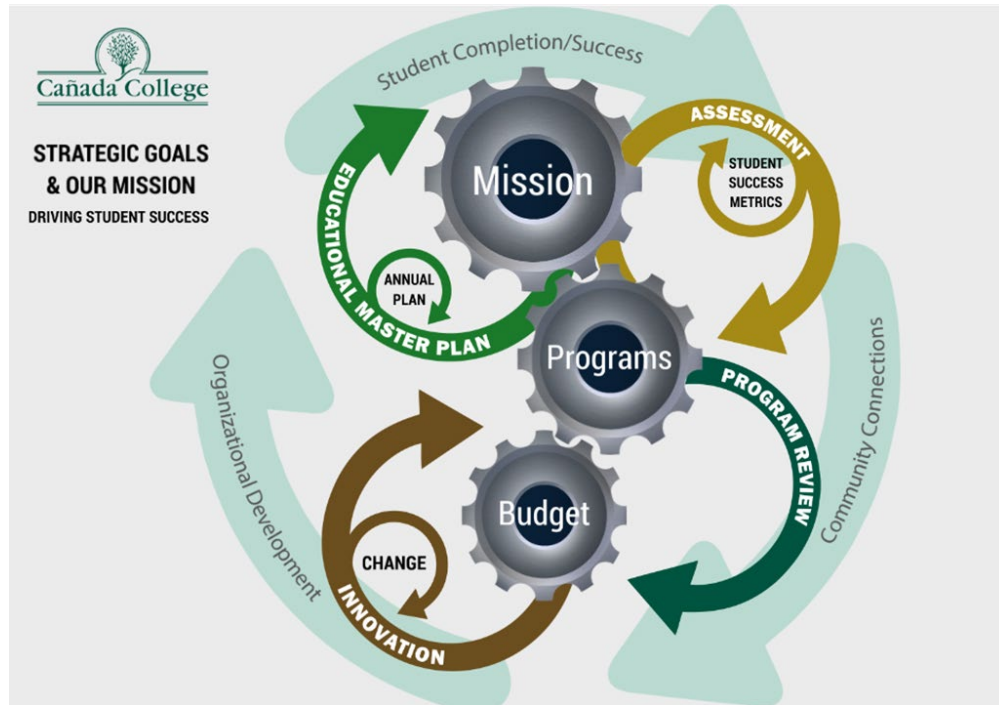 Cañada College
STRATEGIC GOALS
& OUR MISSION
DRIVING STUDENT SUCCESS
Student Completion/Success
Mission
ASSESSMENT
STUDENT
SUCCESS
METRICS
EDUCATIONAL MASTER PLAN
ANNUAL
PLAN
Programs
PROGRAM REVIEW
Community Connections
Organizational Development
Budget
CHANGE
INNOVATION